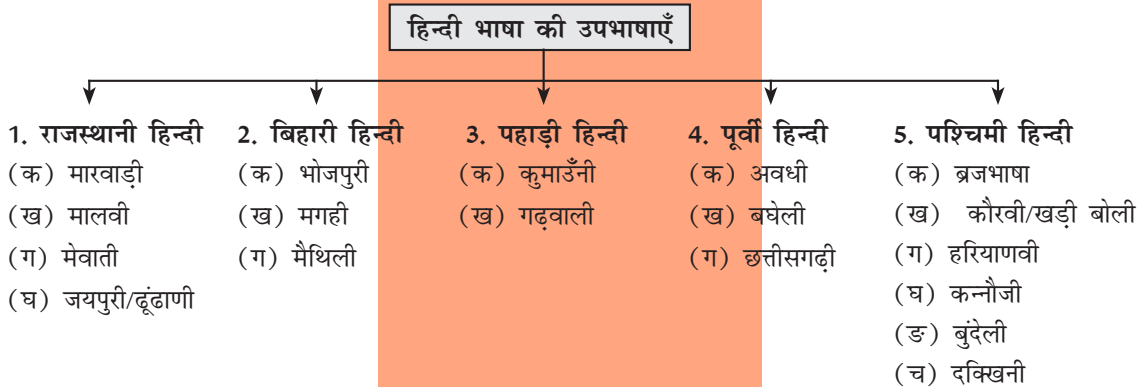 हिन्दी भाषा की उपभाषाएँ
1. राजस्थानी हिन्दी
(क) मारवाड़ी
(ख) मालवी
(ग) मेवाती
(घ) जयपुरी/ढूंढाणी
2. बिहारी हिन्दी
(क) भोजपुरी
(ख) मगही
(ग) मैथिली
3. पहाड़ी हिन्दी
(क) कुमाउँनी
(ख) गढ़वाली
4. पूर्वी हिन्दी
(क) अवधी
(ख) बघेली
(ग) छत्तीसगढ़ी
5. पश्चिमी हिन्दी
(क) ब्रजभाषा
(ख) कौरवी/खड़ी बोली
(ग) हरियाणवी
(घ) कन्नौजी
(ङ) बुंदेली
(च) दक्खिनी